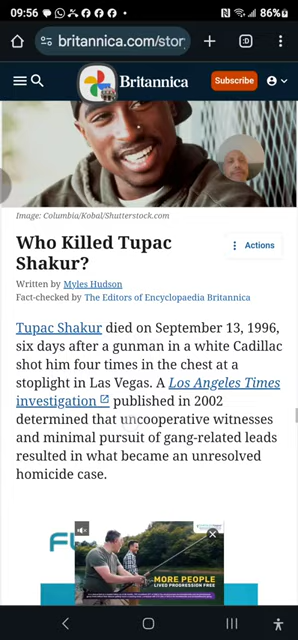 09:56
86%
britannica.com/stor
:D
Britannica
Subscribe
Image: Columbia/Kobal/Shutterstock.com
Who Killed Tupac
Shakur?
Actions
Written by Myles Hudson
Fact-checked by The Editors of Encyclopaedia Britannica
Tupac Shakur died on September 13, 1996,
six days after a gunman in a white Cadillac
shot him four times in the chest at a
stoplight in Las Vegas. A Los Angeles Times
investigation published in 2002
determined that uncooperative witnesses
and minimal pursuit of gang-related leads
resulted in what became an unresolved
homicide case.
MORE PEOPLE
LIVED PROGRESSION FREE